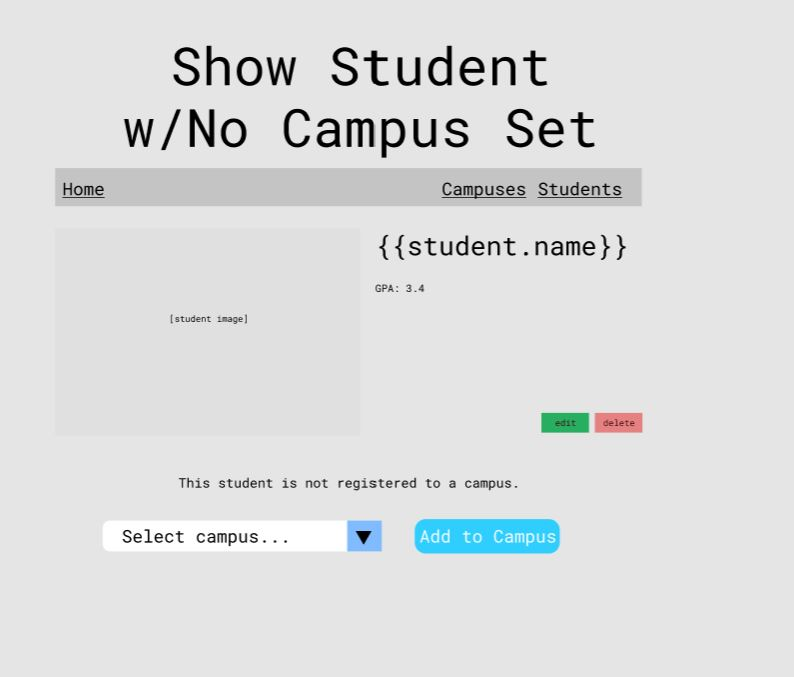 Show Student
w/No Campus Set
Home Campuses Students
{{student.name}}
GPA: 3.4
[student image]
edit delete
This student is not registered to a campus.
Select campus... ▼ Add to Campus